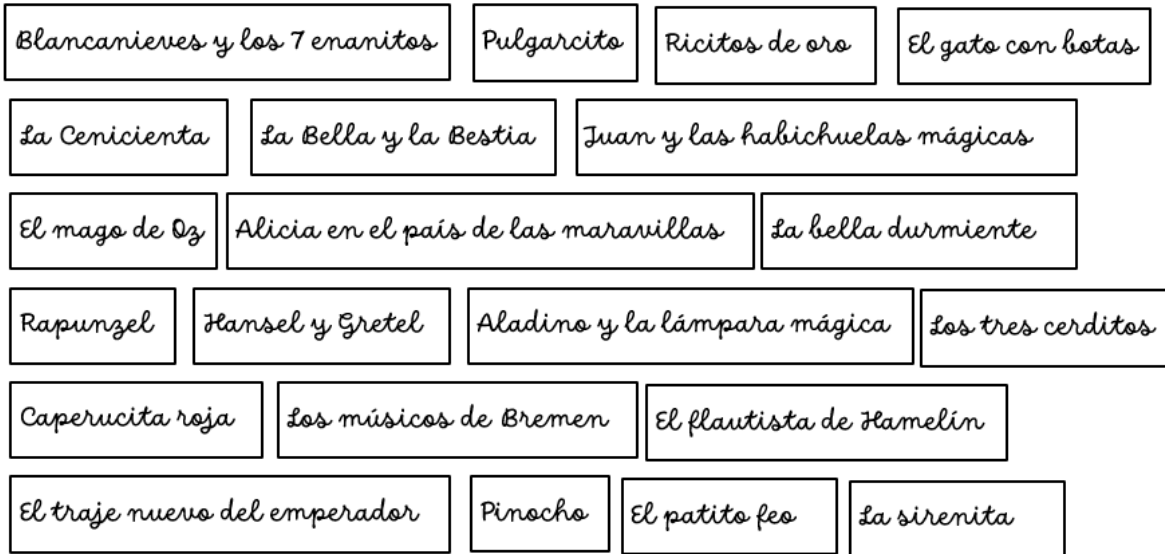 Blancanieves y los 7 enanitos
Pulgarcito
Ricitos de oro
El gato con botas
La Cenicienta
La Bella y la Bestia
Juan y las habichuelas mágicas
El mago de Oz
Alicia en el país de las maravillas
La bella durmiente
Rapunzel
Hansel y Gretel
Aladino y la lámpara mágica
Los tres cerditos
Caperucita roja
Los músicos de Bremen
El flautista de Hamelín
El traje nuevo del emperador
Pinocho
El patito feo
La sirenita